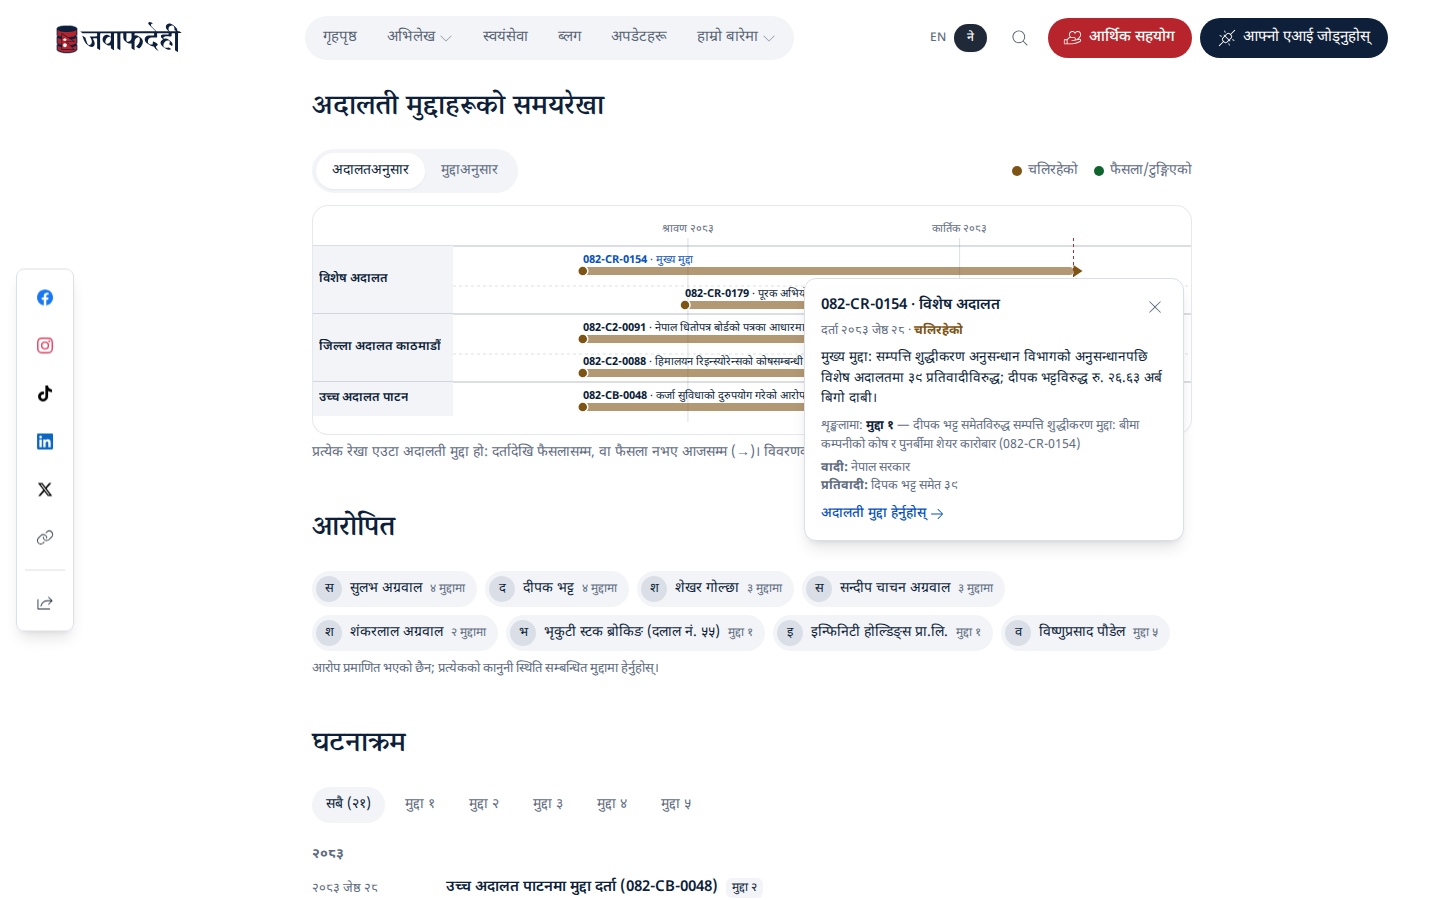 जवाफदेही
गृहपृष्ठ अभिलेख स्वयंसेवा ब्लग अपडेटहरू हाम्रो बारेमा
EN ने आर्थिक सहयोग आफ्नो एआई जोड्नुहोस्
अदालती मुद्दाहरूको समयरेखा
अदालतअनुसार मुद्दाअनुसार
चलिरहेको फैसला/टुङ्गिएको
श्रावण २०८३ कार्तिक २०८३
विशेष अदालत
082-CR-0154 · मुख्य मुद्दा
082-CR-0179 · पूरक
जिल्ला अदालत काठमाडौं
082-C2-0091 · नेपाल धितोपत्र बोर्डको पत्रका आधारमा
082-C2-0088 · हिमालयन रिइन्स्योरेन्सको कोषसम्बन्धी
उच्च अदालत पाटन
082-CB-0048 · कर्जा सुविधाको दुरुपयोग गरेको आरोप
082-CR-0154 · विशेष अदालत
दर्ता २०८३ जेष्ठ २८ · चलिरहेको
मुख्य मुद्दा: सम्पत्ति शुद्धीकरण अनुसन्धान विभागको अनुसन्धानपछि
विशेष अदालतमा ३९ प्रतिवादीविरुद्ध; दीपक भट्टविरुद्ध रु. २६.६३ अर्ब
बिगो दाबी।
शृङ्खलामा: मुद्दा १ — दीपक भट्ट समेतविरुद्ध सम्पत्ति शुद्धीकरण मुद्दा: बीमा
कम्पनीको कोष र पुनर्बीमा शेयर कारोबार (082-CR-0154)
वादी: नेपाल सरकार
प्रतिवादी: दिपक भट्ट समेत ३९
अदालती मुद्दा हेर्नुहोस् →
प्रत्येक रेखा एउटा अदालती मुद्दा हो: दर्तादेखि फैसलासम्म, वा फैसला नभए आजसम्म (→)।
आरोपित
स सुलभ अग्रवाल ४ मुद्दामा द दीपक भट्ट ४ मुद्दामा श शेखर गोल्छा ३ मुद्दामा स सन्दीप चाचन अग्रवाल ३ मुद्दामा
श शंकरलाल अग्रवाल २ मुद्दामा भ भृकुटी स्टक ब्रोकिङ (दलाल नं. ५५) मुद्दा १ इ इन्फिनिटी होल्डिङ्स प्रा.लि. मुद्दा १ व विष्णुप्रसाद पौडेल मुद्दा ५
आरोप प्रमाणित भएको छैन; प्रत्येकको कानुनी स्थिति सम्बन्धित मुद्दामा हेर्नुहोस्।
घटनाक्रम
सबै (२१) मुद्दा १ मुद्दा २ मुद्दा ३ मुद्दा ४ मुद्दा ५
२०८३
२०८३ जेष्ठ २८ उच्च अदालत पाटनमा मुद्दा दर्ता (082-CB-0048) मुद्दा २